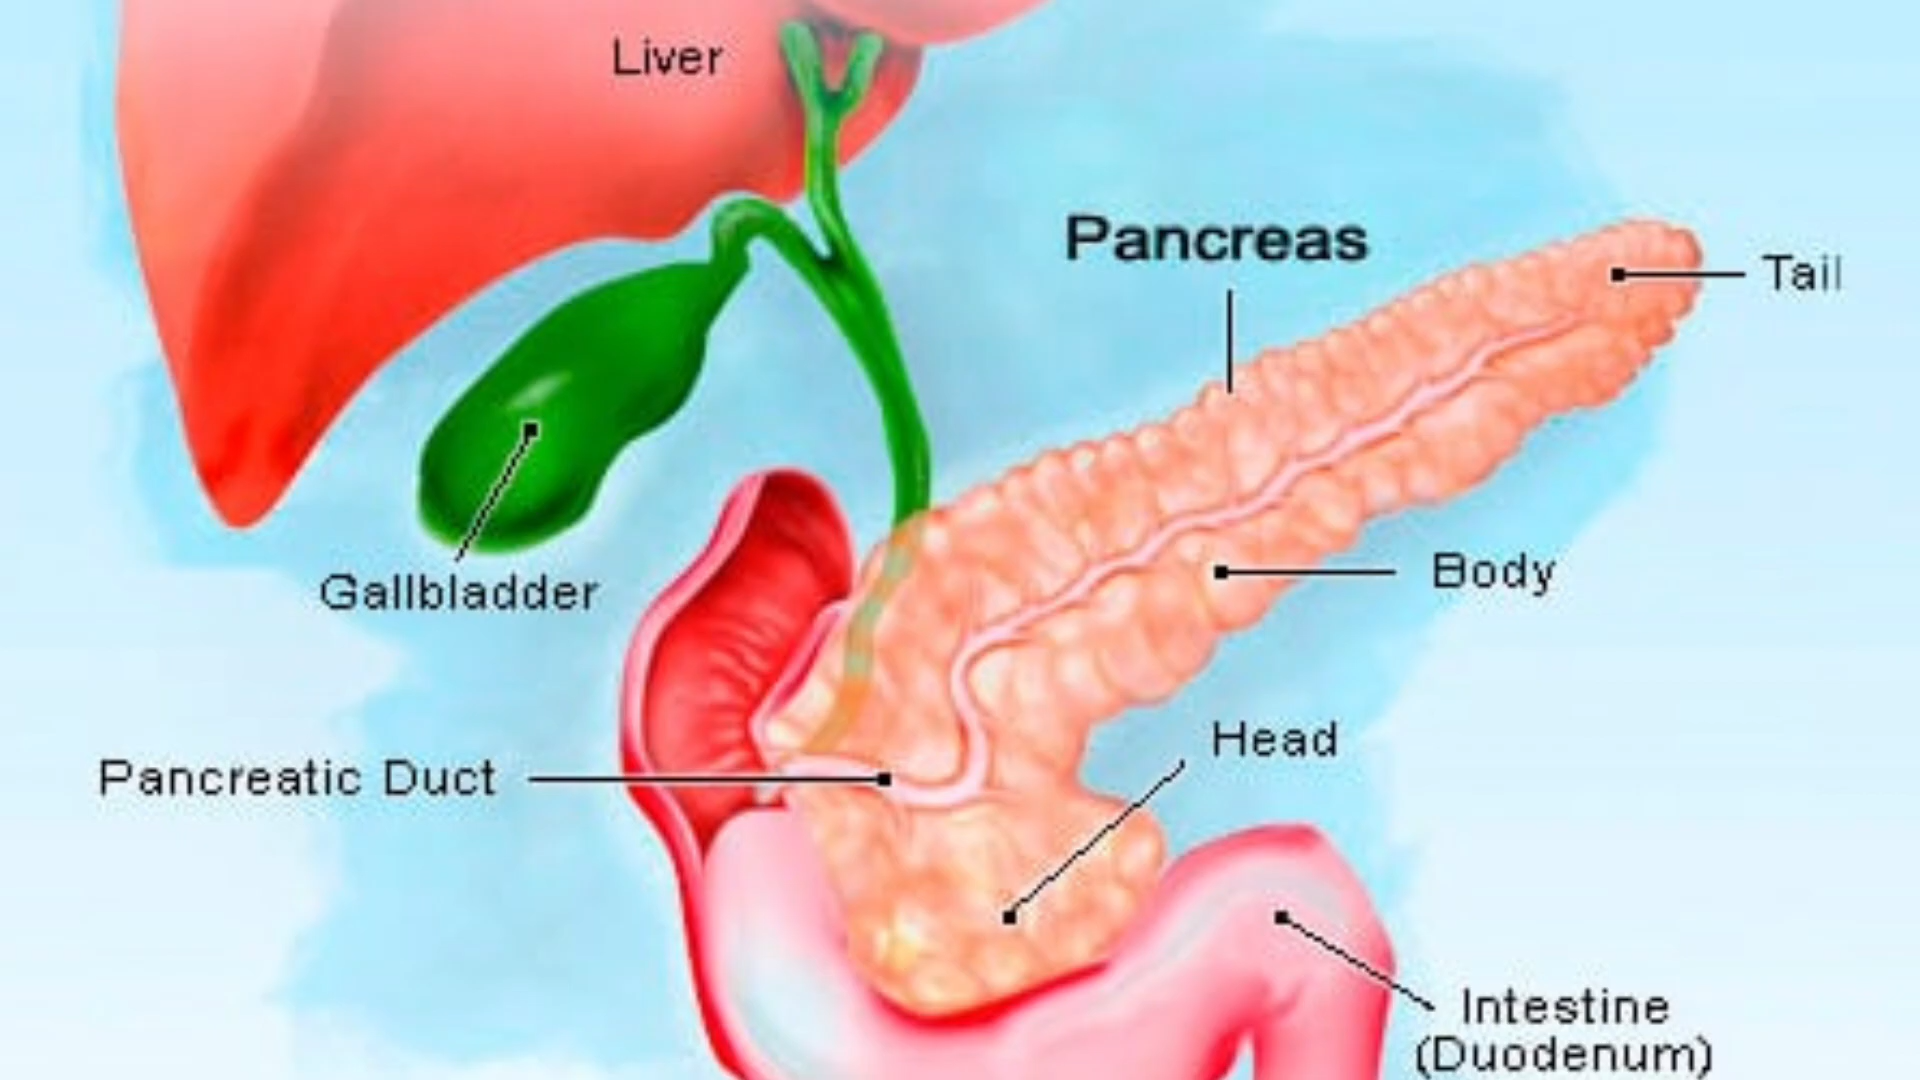 Liver
Pancreas
Tail
Gallbladder
Body
Pancreatic Duct
Head
Intestine
(Duodenum)